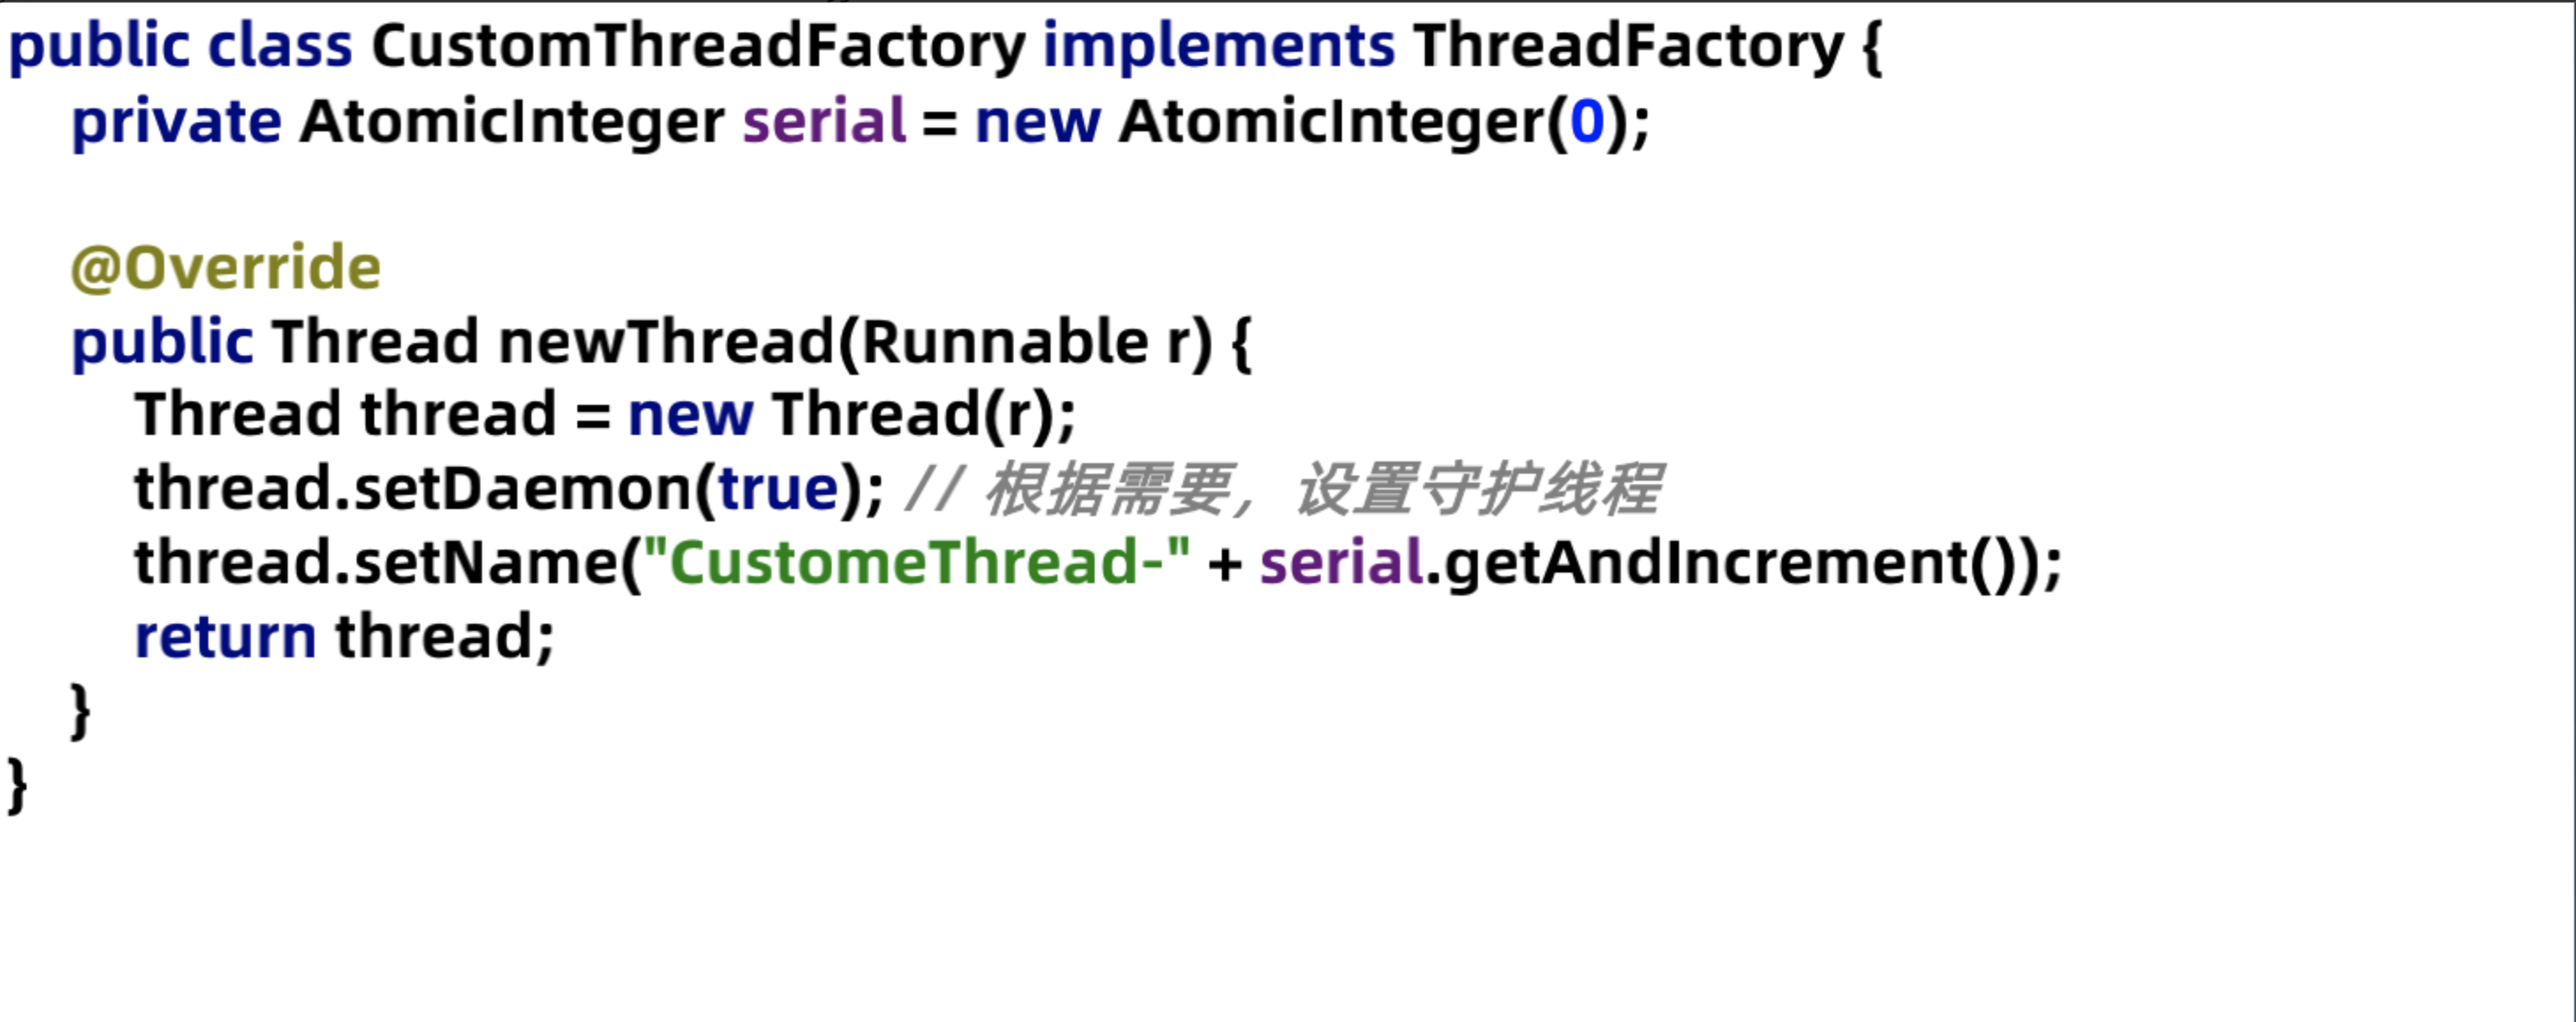 public class CustomThreadFactory implements ThreadFactory {
    private AtomicInteger serial = new AtomicInteger(0);
    @Override
    public Thread newThread(Runnable r) {
        Thread thread = new Thread(r);
        thread.setDaemon(true); // 根据需要，设置守护线程
        thread.setName("CustomeThread-" + serial.getAndIncrement());
        return thread;
    }
}